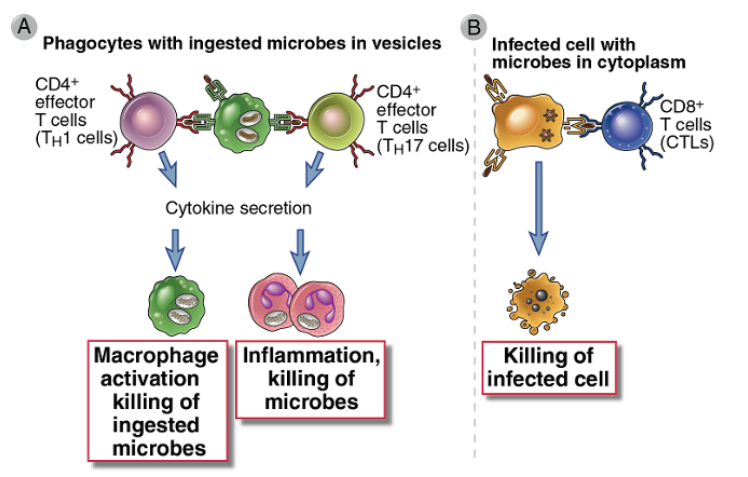 A
Phagocytes with ingested microbes in vesicles
CD4+
effector
T cells
(TH1 cells)
CD4+
effector
T cells
(TH17 cells)
Cytokine secretion
Macrophage
activation
killing of
ingested
microbes
Inflammation,
killing of
microbes
B
Infected cell with
microbes in cytoplasm
CD8+
T cells
(CTLs)
Killing of
infected cell